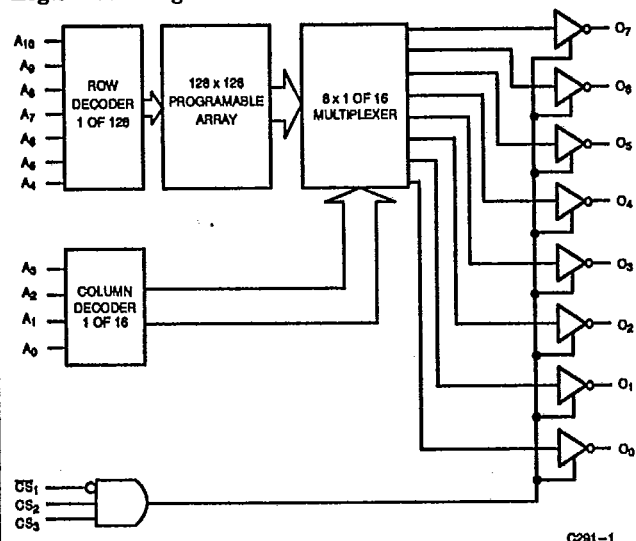 A10
A9
A8
A7
A6
A5
A4
ROW
DECODER
1 OF 128
128 x 128
PROGRAMABLE
ARRAY
8 x 1 OF 16
MULTIPLEXER
A3
A2
A1
A0
COLUMN
DECODER
1 OF 16
O7
O6
O5
O4
O3
O2
O1
O0
C̅S̅1
CS2
CS3
C291-1